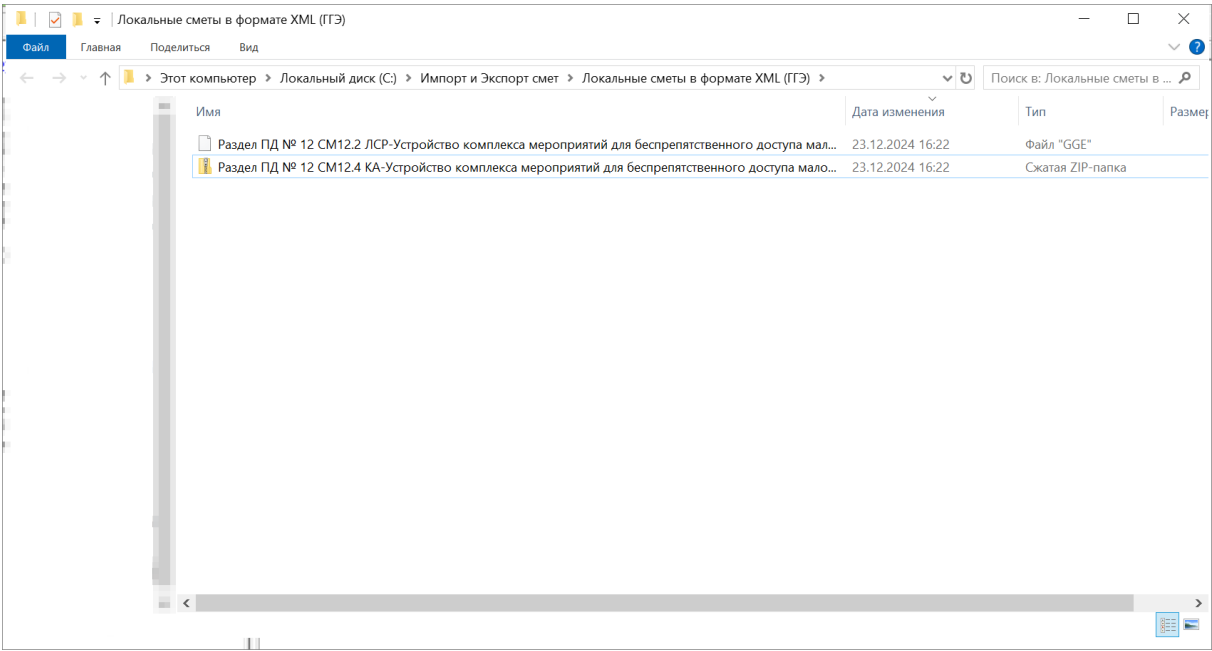 Локальные сметы в формате XML (ГГЭ)
Файл Главная Поделиться Вид
Этот компьютер > Локальный диск (C:) > Импорт и Экспорт смет > Локальные сметы в формате XML (ГГЭ) > Поиск в: Локальные сметы в ...
Имя Дата изменения Тип Размер
Раздел ПД № 12 СМ12.2 ЛСР-Устройство комплекса мероприятий для беспрепятственного доступа мал... 23.12.2024 16:22 Файл "GGE"
Раздел ПД № 12 СМ12.4 КА-Устройство комплекса мероприятий для беспрепятственного доступа мало... 23.12.2024 16:22 Сжатая ZIP-папка